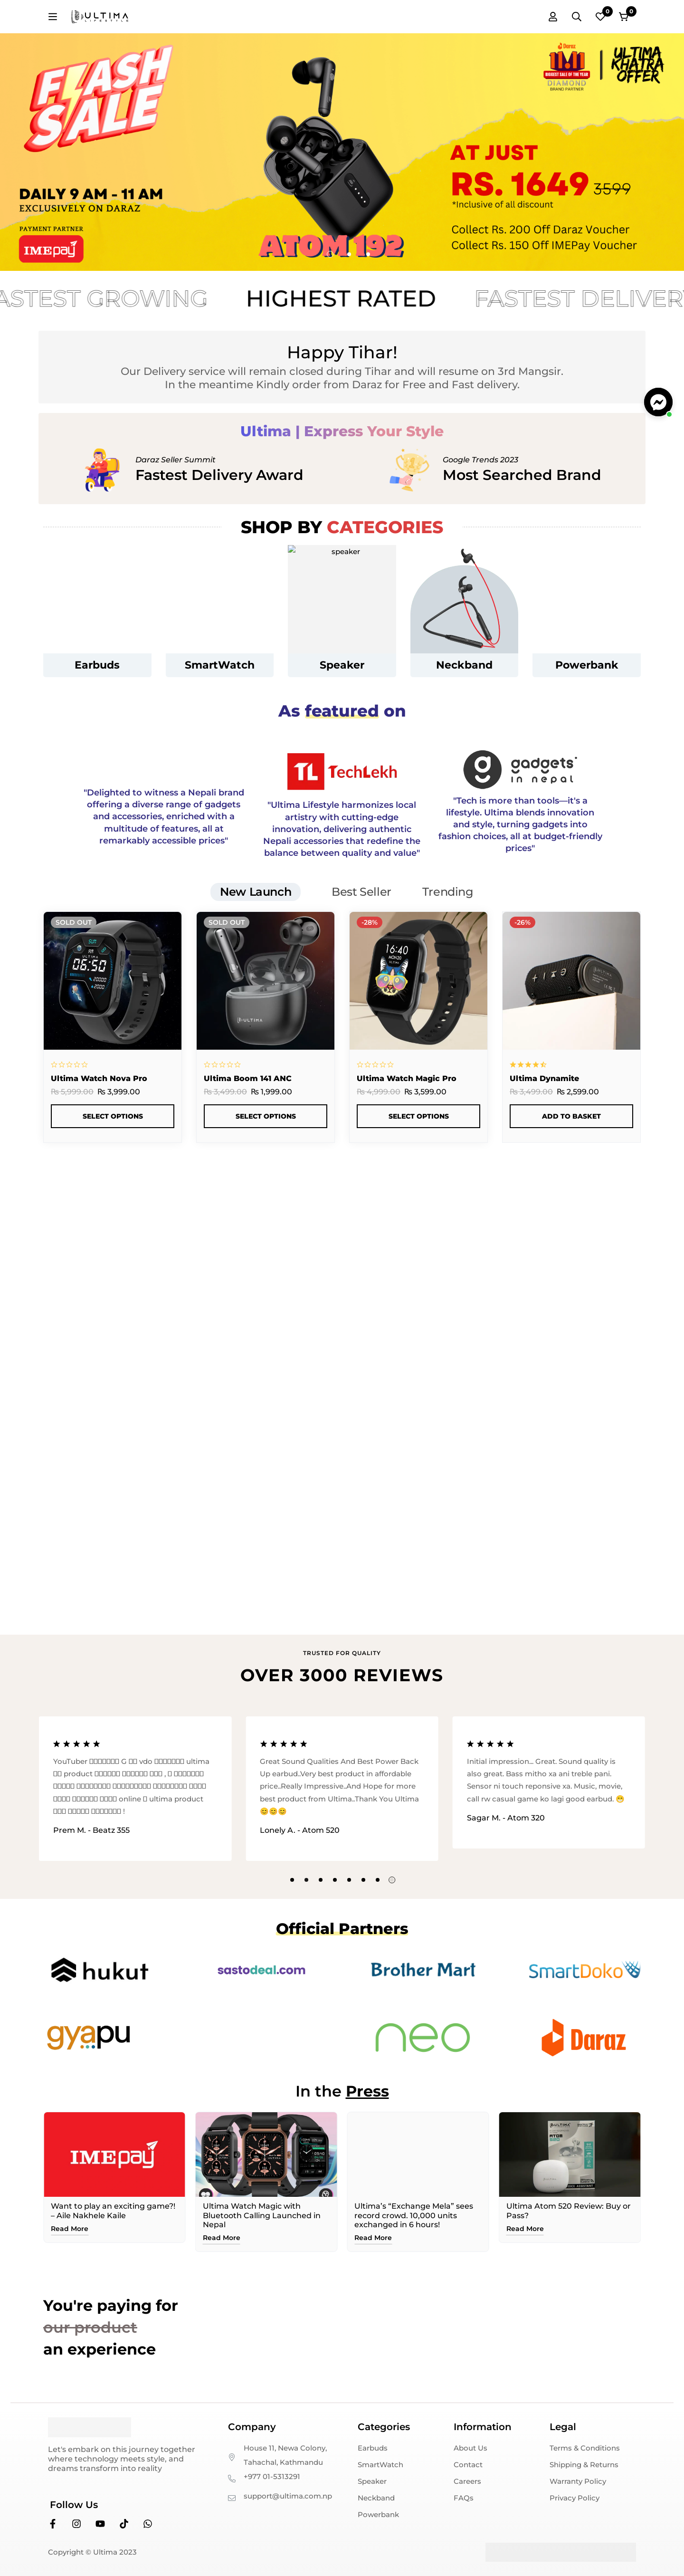 ULTIMA
LIFESTYLE
0
0
FLASH
SALE
DAILY 9 AM - 11 AM
EXCLUSIVELY ON DARAZ
PAYMENT PARTNER
IME pay
ATOM 192
Daraz
11.11
BIGGEST SALE OF THE YEAR
DIAMOND
BRAND PARTNER
ULTIMA
KHATRA
OFFER
AT JUST
RS. 1649 3599
*Inclusive of all discount
Collect Rs. 200 Off Daraz Voucher
Collect Rs. 150 Off IMEPay Voucher
ASTEST GROWING HIGHEST RATED FASTEST DELIVERY
Happy Tihar!
Our Delivery service will remain closed during Tihar and will resume on 3rd Mangsir.
In the meantime Kindly order from Daraz for Free and Fast delivery.
Ultima | Express Your Style
Daraz Seller Summit
Fastest Delivery Award
Google Trends 2023
Most Searched Brand
SHOP BY CATEGORIES
speaker
Earbuds
SmartWatch
Speaker
Neckband
Powerbank
As featured on
"Delighted to witness a Nepali brand
offering a diverse range of gadgets
and accessories, enriched with a
multitude of features, all at
remarkably accessible prices"
TL TechLekh
"Ultima Lifestyle harmonizes local
artistry with cutting-edge
innovation, delivering authentic
Nepali accessories that redefine the
balance between quality and value"
gadgets
in nepal
"Tech is more than tools—it's a
lifestyle. Ultima blends innovation
and style, turning gadgets into
fashion choices, all at budget-friendly
prices"
New Launch
Best Seller
Trending
SOLD OUT
06:50
Ultima Watch Nova Pro
₨ 5,999.00 ₨ 3,999.00
SELECT OPTIONS
SOLD OUT
ULTIMA
Ultima Boom 141 ANC
₨ 3,499.00 ₨ 1,999.00
SELECT OPTIONS
-28%
16:40
Ultima Watch Magic Pro
₨ 4,999.00 ₨ 3,599.00
SELECT OPTIONS
-26%
Ultima Dynamite
₨ 3,499.00 ₨ 2,599.00
ADD TO BASKET
TRUSTED FOR QUALITY
OVER 3000 REVIEWS
YouTuber G vdo ultima
product ,
online ultima product
!
Prem M. - Beatz 355
Great Sound Qualities And Best Power Back
Up earbud..Very best product in affordable
price..Really Impressive..And Hope for more
best product from Ultima..Thank You Ultima
😊😊😊
Lonely A. - Atom 520
Initial impression... Great. Sound quality is
also great. Bass mitho xa ani treble pani.
Sensor ni touch reponsive xa. Music, movie,
call rw casual game ko lagi good earbud. 😁
Sagar M. - Atom 320
Official Partners
hukut
sastodeal.com
Brother Mart
SmartDoko
gyapu
neo
Daraz
In the Press
IME pay
Want to play an exciting game?!
– Aile Nakhele Kaile
Read More
Ultima Watch Magic with
Bluetooth Calling Launched in
Nepal
Read More
Ultima's “Exchange Mela” sees
record crowd. 10,000 units
exchanged in 6 hours!
Read More
ULTIMA
Ultima Atom 520 Review: Buy or
Pass?
Read More
You're paying for
our product
an experience
Let's embark on this journey together
where technology meets style, and
dreams transform into reality
Follow Us
Copyright © Ultima 2023
Company
House 11, Newa Colony,
Tahachal, Kathmandu
+977 01-5313291
support@ultima.com.np
Categories
Earbuds
SmartWatch
Speaker
Neckband
Powerbank
Information
About Us
Contact
Careers
FAQs
Legal
Terms & Conditions
Shipping & Returns
Warranty Policy
Privacy Policy